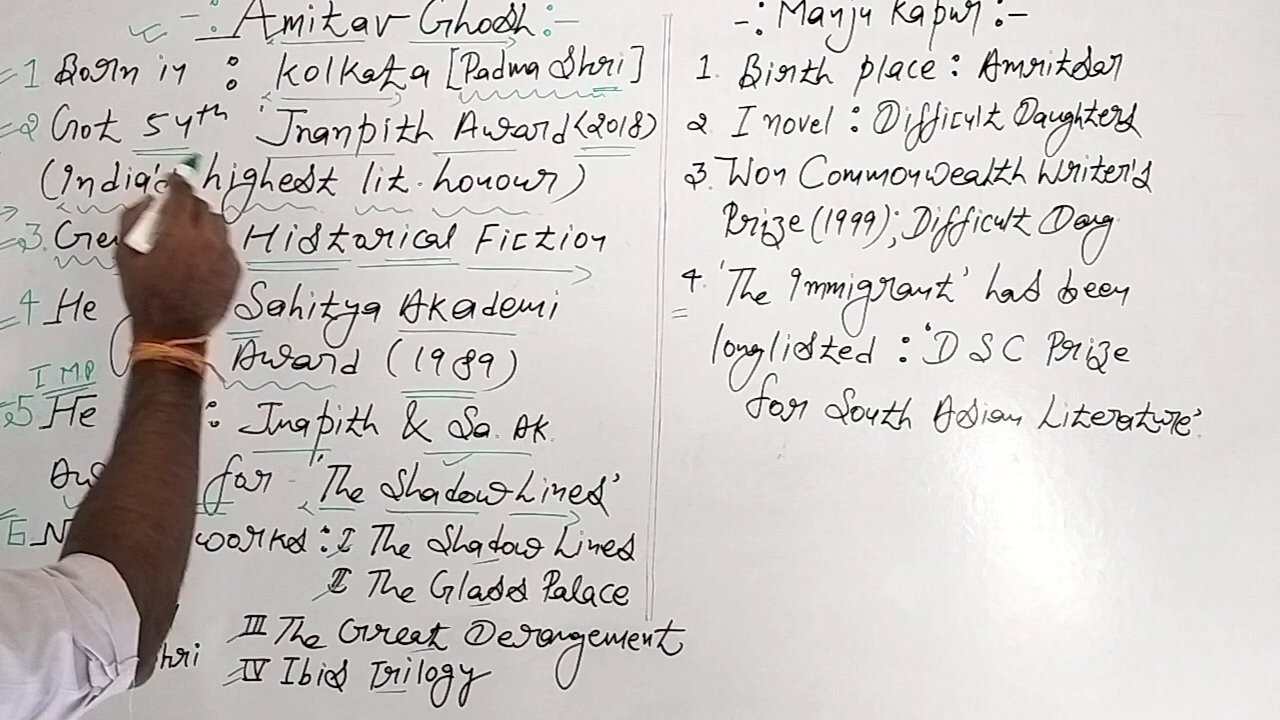 -: Amitav Ghosh :-
1 Born in : Kolkata [Padma Shri]
2 Got 54th Jnanpith Award (2018)
(India's highest lit. honour)
3. Historical Fiction
4 He Sahitya Akademi
Award (1989)
IMP
5 He : Jnapith & Sa. Ak.
for 'The Shadow Lines'
6 works : I The Shadow Lines
II The Glass Palace
III The Great Derangement
IV Ibis Trilogy
-: Manju Kapur :-
1. Birth place : Amritsar
2. I novel : Difficult Daughters
3. Won Commonwealth Writer's
Prize (1999); Difficult Daug
4. 'The Immigrant' has been
longlisted : 'DSC Prize
for South Asian Literature'